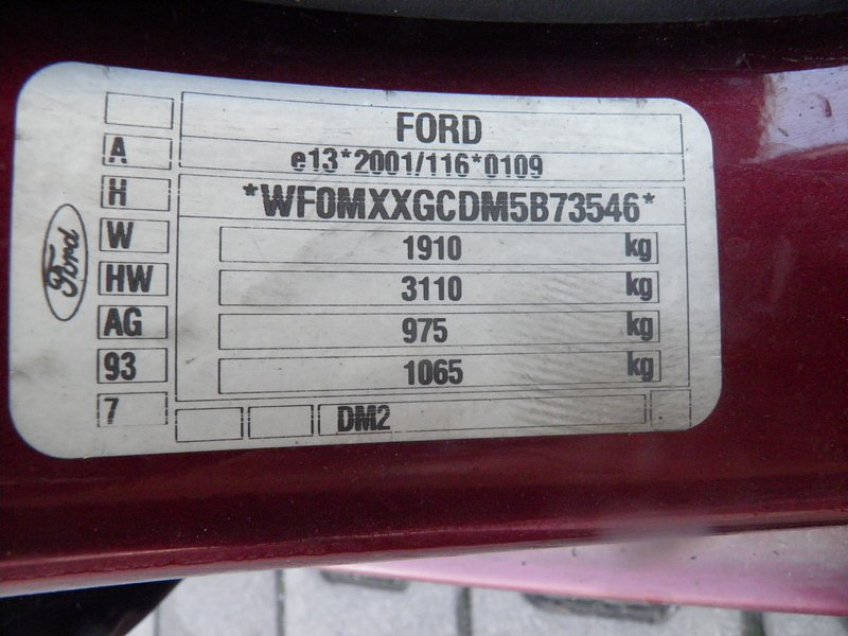 FORD
A
e13*2001/116*0109
H
*WF0MXXGCDM5B73546*
W
1910 kg
HW
3110 kg
Ford
AG
975 kg
93
1065 kg
7
DM2